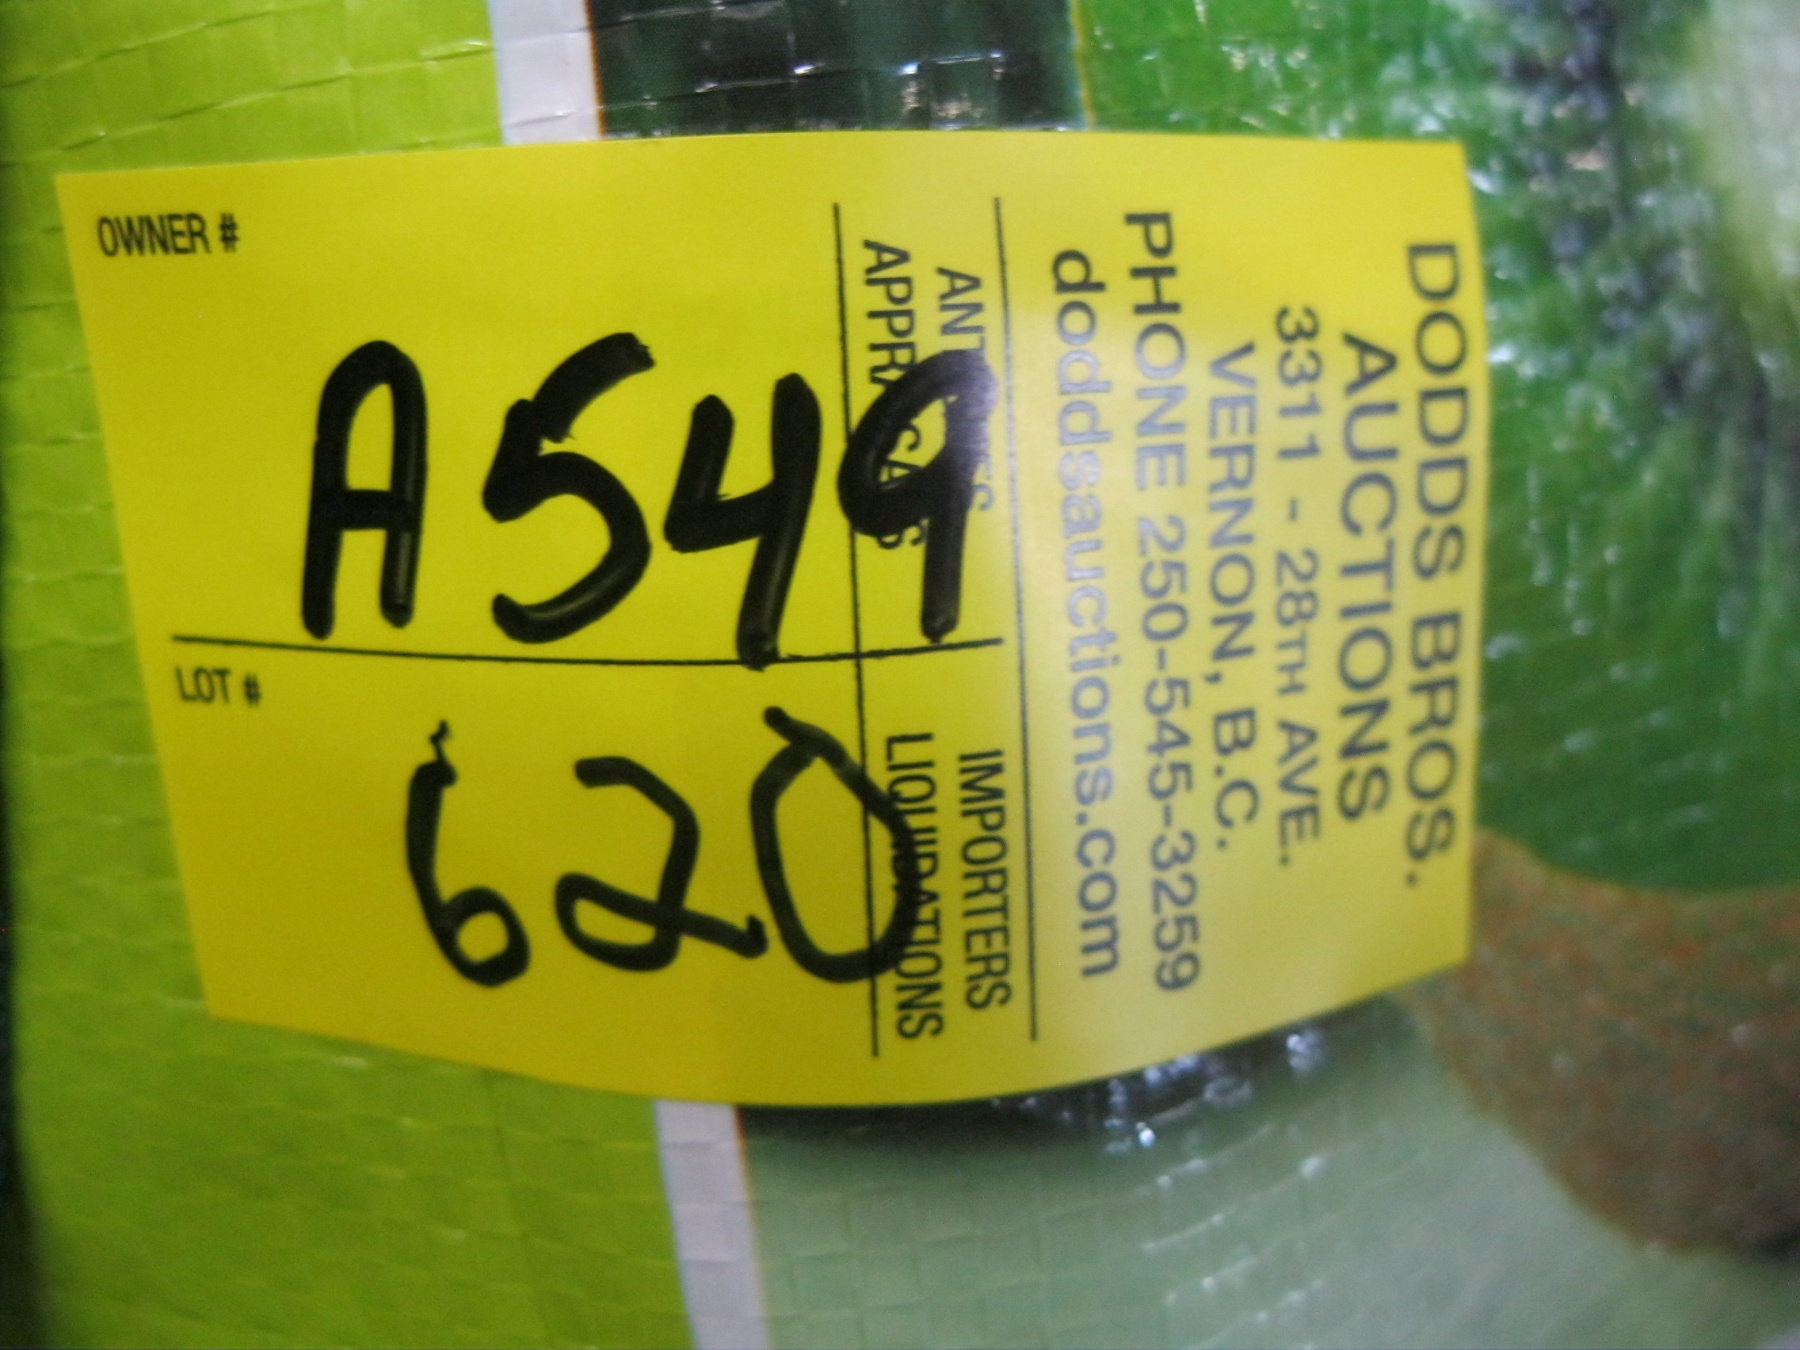 DODDS BROS.
AUCTIONS
3311 - 28TH AVE.
VERNON, B.C.
PHONE 250-545-3259
doddsauctions.com
IMPORTERS
LIQUIDATIONS
OWNER #
A549
LOT #
620